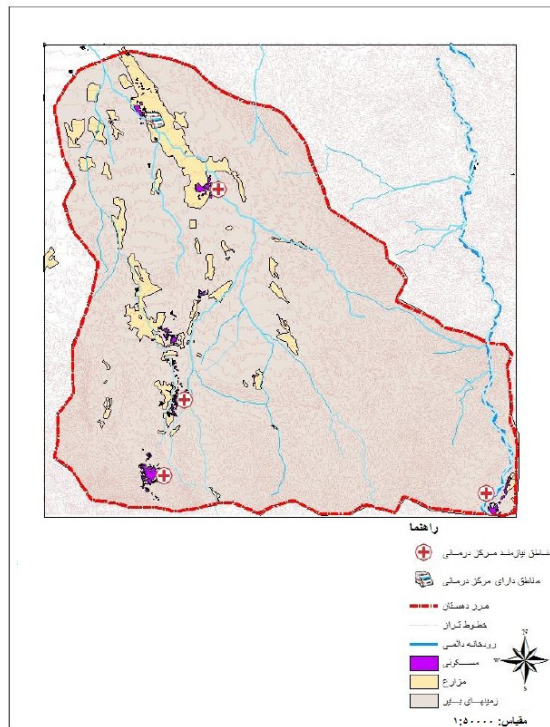 راهنما
مناطق نیازمند مرکز درمانی
مناطق دارای مرکز درمانی
مرز دهستان
خطوط تراز
رودخانه دائمی
مسکونی
مزارع
زمینهای بایر
N
W
E
S
مقیاس: ۱:۵۰۰۰۰